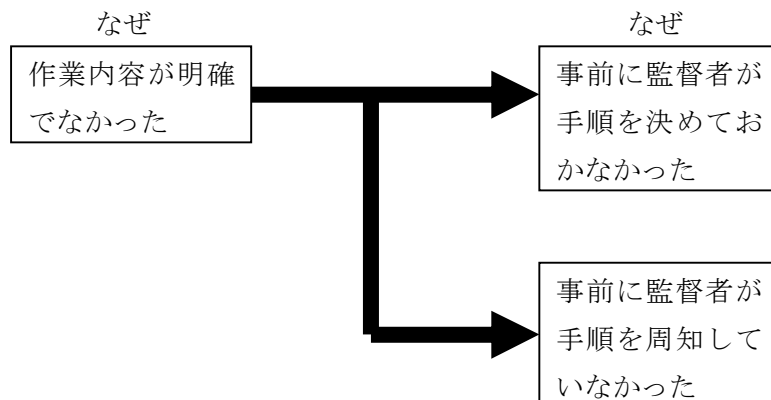 なぜ
作業内容が明確
でなかった
なぜ
事前に監督者が
手順を決めてお
かなかった
事前に監督者が
手順を周知して
いなかった